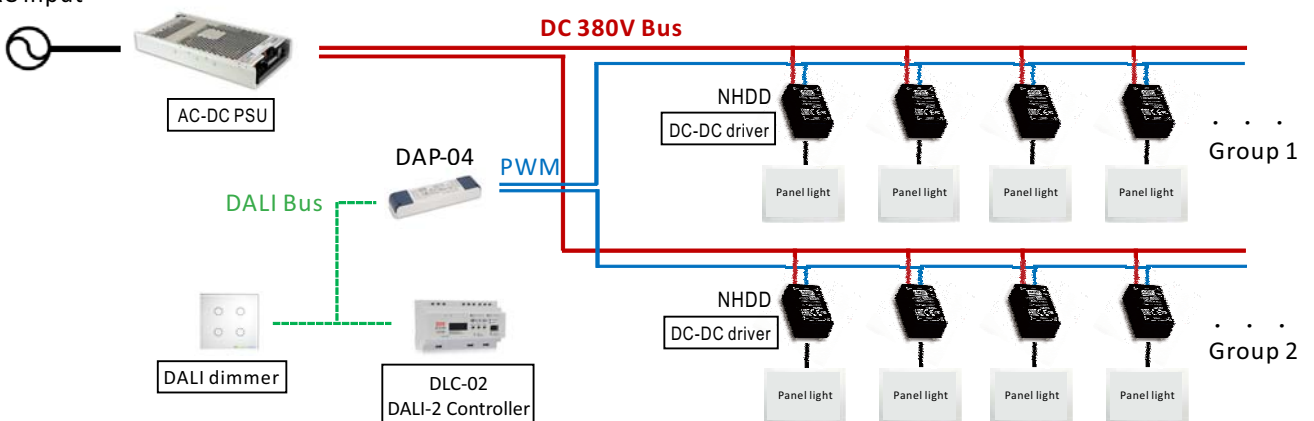 DC 380V Bus
AC-DC PSU
NHDD
DC-DC driver
Panel light
Panel light
Panel light
Panel light
. . .
Group 1
DAP-04
PWM
DALI Bus
NHDD
DC-DC driver
Panel light
Panel light
Panel light
Panel light
. . .
Group 2
DALI dimmer
DLC-02
DALI-2 Controller